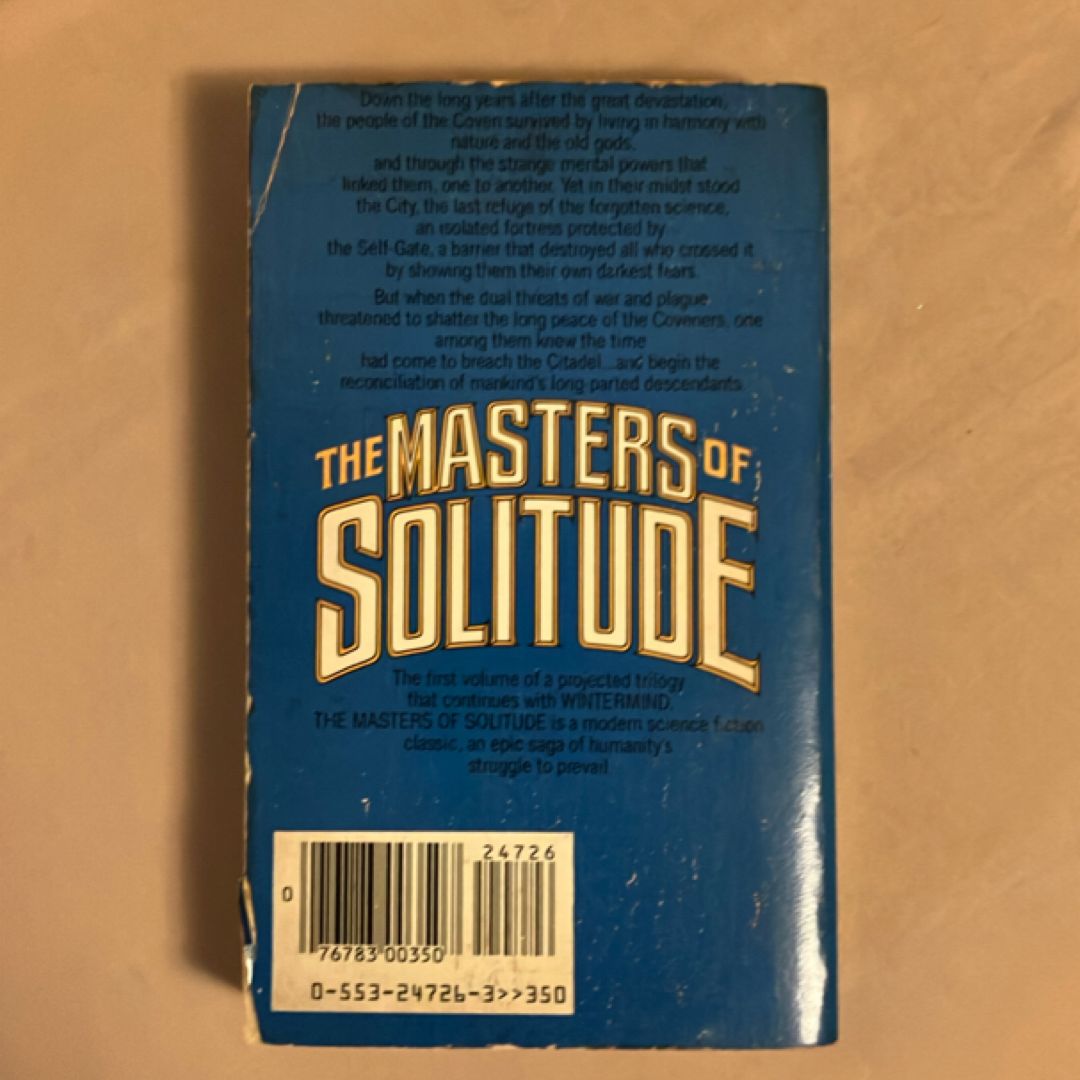 Down the long years after the great devastation,
the people of the Coven survived by living in harmony with
nature and the old gods,
and through the strange mental powers that
linked them, one to another. Yet in their midst stood
the City, the last refuge of the forgotten science,
an isolated fortress protected by
the Self-Gate, a barrier that destroyed all who crossed it
by showing them their own darkest fears.
But when the dual threats of war and plague
threatened to shatter the long peace of the Coveners, one
among them knew the time
had come to breach the Citadel...and begin the
reconciliation of mankind's long-parted descendants.
THE MASTERS OF
SOLITUDE
The first volume of a projected trilogy
that continues with WINTERMIND,
THE MASTERS OF SOLITUDE is a modern science fiction
classic, an epic saga of humanity's
struggle to prevail.
24726
0
76783 00350
0-553-24726-3>>350